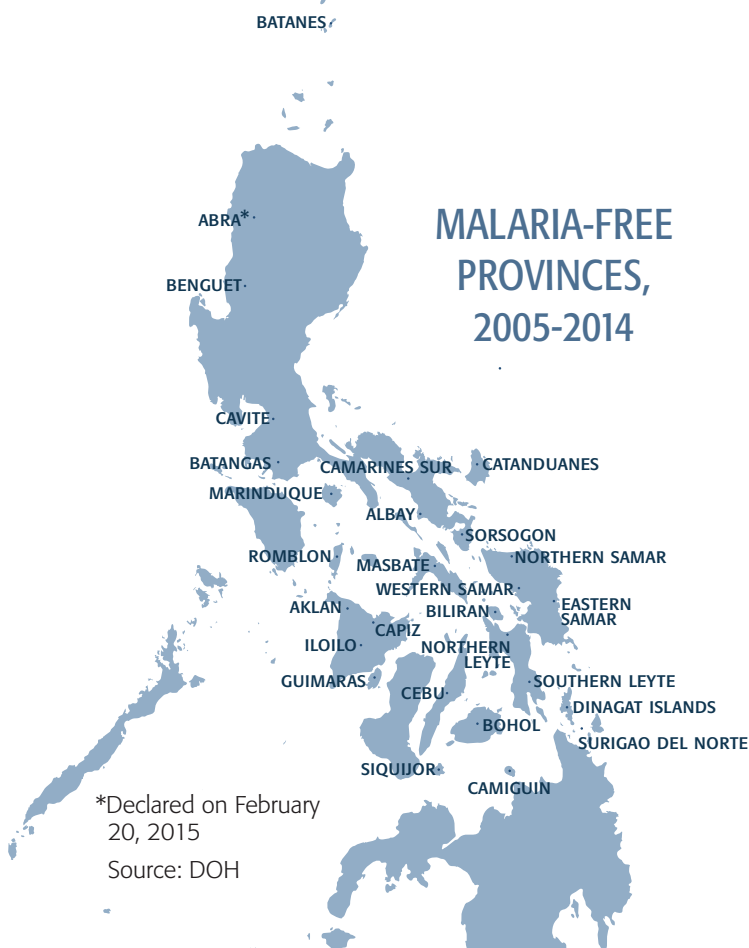 BATANES
ABRA*
MALARIA-FREE
PROVINCES,
2005-2014
BENGUET
CAVITE
BATANGAS
CAMARINES SUR
CATANDUANES
MARINDUQUE
ALBAY
SORSOGON
ROMBLON
MASBATE
NORTHERN SAMAR
WESTERN SAMAR
AKLAN
BILIRAN
EASTERN
SAMAR
CAPIZ
ILOILO
NORTHERN
LEYTE
GUIMARAS
CEBU
SOUTHERN LEYTE
DINAGAT ISLANDS
BOHOL
SURIGAO DEL NORTE
SIQUIJOR
CAMIGUIN
*Declared on February
20, 2015
Source: DOH